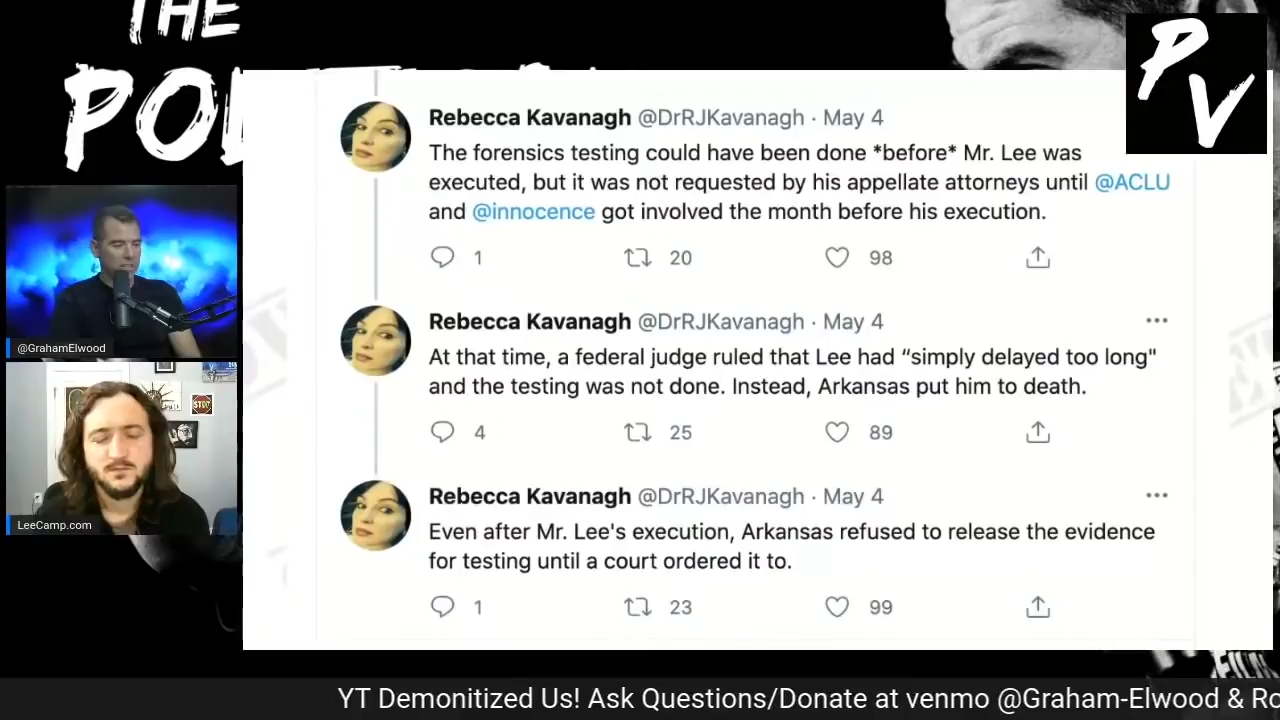 THE
PV
Rebecca Kavanagh @DrRJKavanagh · May 4
The forensics testing could have been done *before* Mr. Lee was
executed, but it was not requested by his appellate attorneys until @ACLU
and @innocence got involved the month before his execution.
1 20 98
@GrahamElwood
Rebecca Kavanagh @DrRJKavanagh · May 4
At that time, a federal judge ruled that Lee had “simply delayed too long"
and the testing was not done. Instead, Arkansas put him to death.
STOP
4 25 89
Rebecca Kavanagh @DrRJKavanagh · May 4
LeeCamp.com
Even after Mr. Lee's execution, Arkansas refused to release the evidence
for testing until a court ordered it to.
1 23 99
YT Demonitized Us! Ask Questions/Donate at venmo @Graham-Elwood & Ro